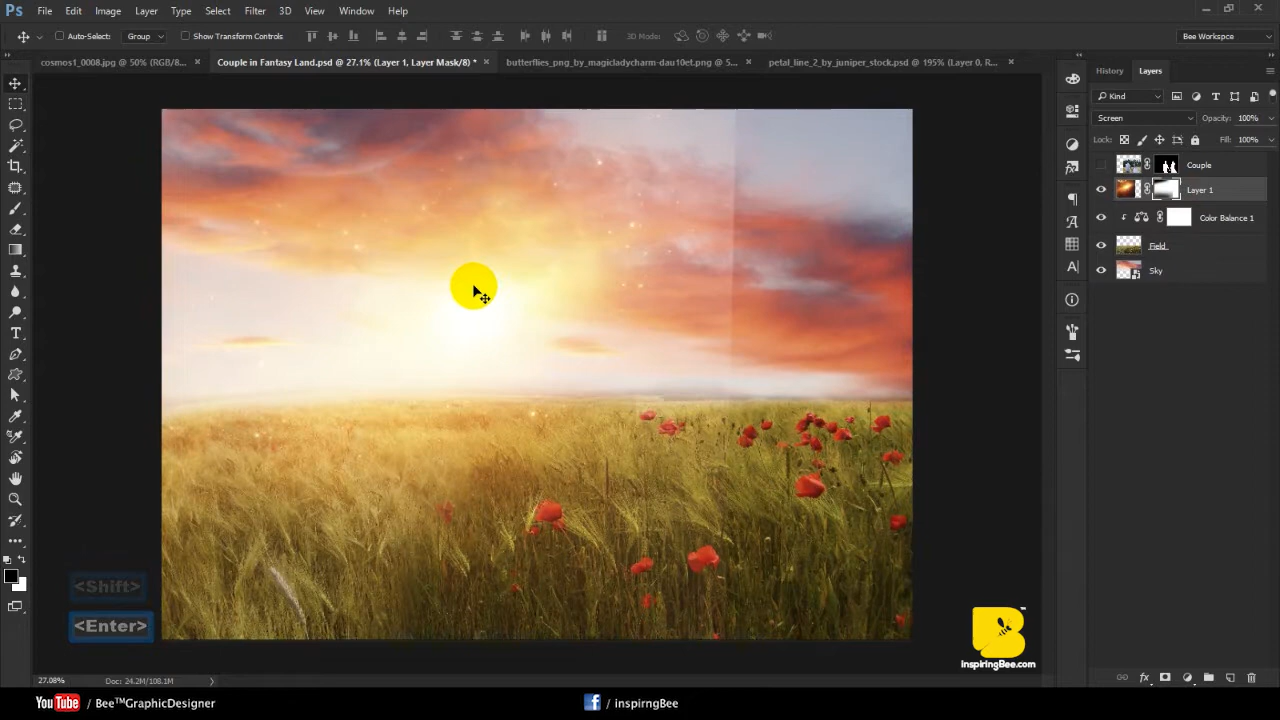 Ps File Edit Image Layer Type Select Filter 3D View Window Help
Auto-Select: Group Show Transform Controls 3D Mode: Bee Workspce
cosmos1_0008.jpg @ 50% (RGB/8... × Couple in Fantasy Land.psd @ 27.1% (Layer 1, Layer Mask/8) * × butterflies_png_by_magicladycharm-dau10et.png @ 5... × petal_line_2_by_juniper_stock.psd @ 195% (Layer 0, R... ×
History Layers
Kind
Screen Opacity: 100%
Lock: Fill: 100%
Couple
Layer 1
Color Balance 1
Field
Sky
<Shift>
<Enter>
B™
inspiringBee.com
27.08% Doc: 24.2M/108.1M
YouTube / Bee™GraphicDesigner
f / inspirngBee